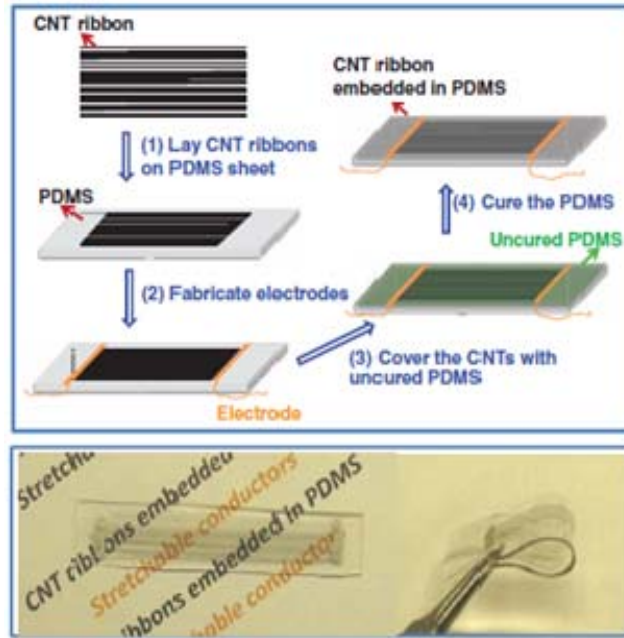 CNT ribbon
(1) Lay CNT ribbons
on PDMS sheet
PDMS
(2) Fabricate electrodes
Electrode
(3) Cover the CNTs with
uncured PDMS
Uncured PDMS
(4) Cure the PDMS
CNT ribbon
embedded in PDMS
Stretchable
CNT ribbons embedded
Stretchable conductors
ribbons embedded in PDMS
conductor